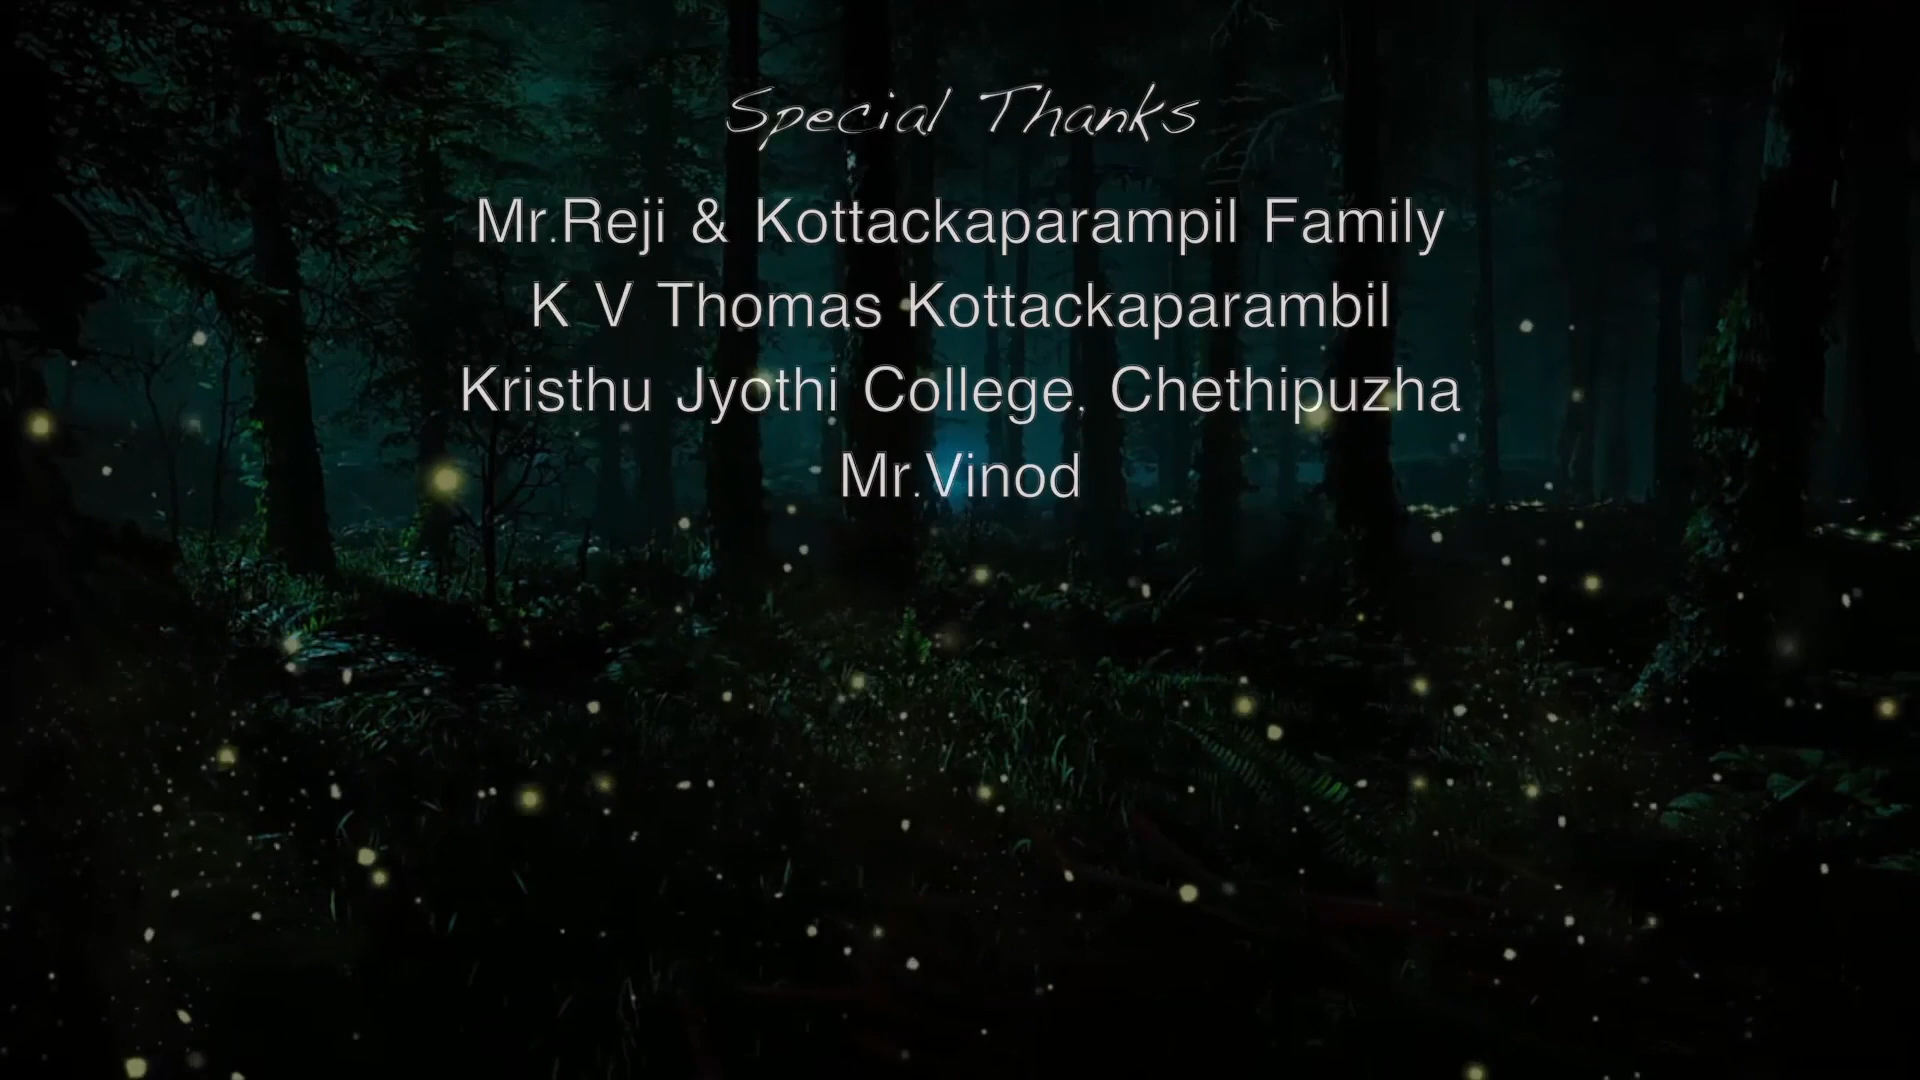 Special Thanks
Mr.Reji & Kottackaparampil Family
K V Thomas Kottackaparambil
Kristhu Jyothi College, Chethipuzha
Mr.Vinod